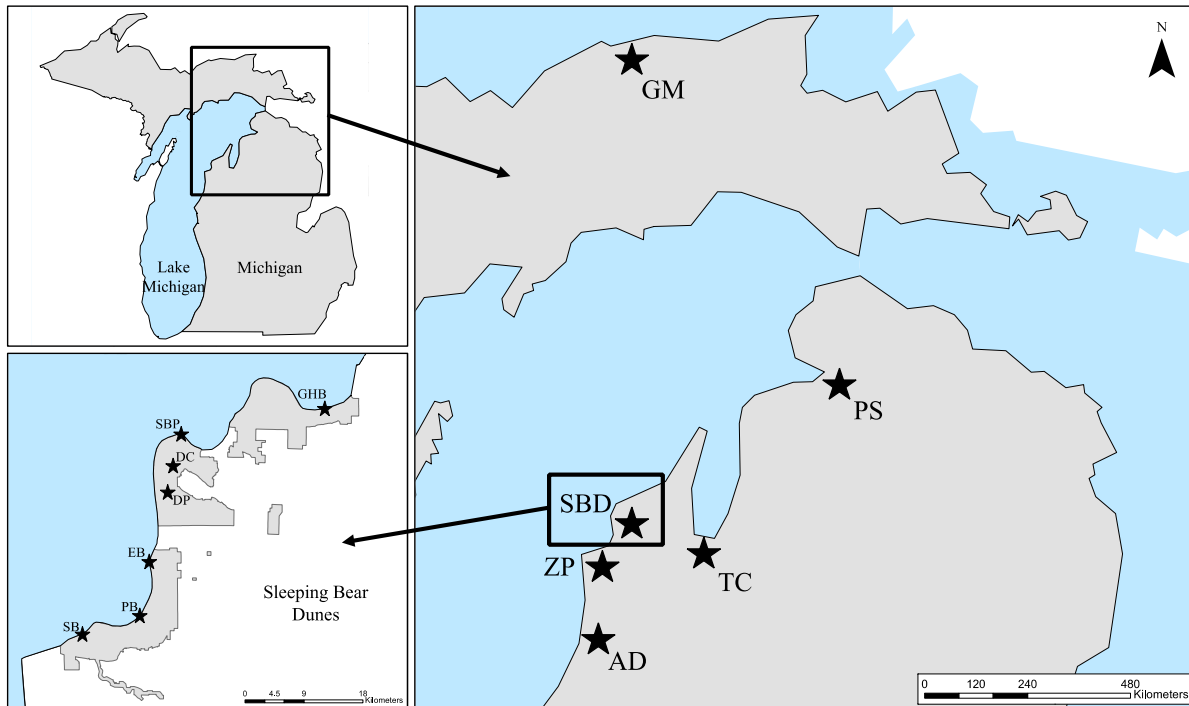 Lake
Michigan
Michigan
N
GM
PS
SBD
ZP
TC
AD
0 120 240 480
Kilometers
GHB
SBP
DC
DP
EB
PB
SB
Sleeping Bear
Dunes
0 4.5 9 18
Kilometers